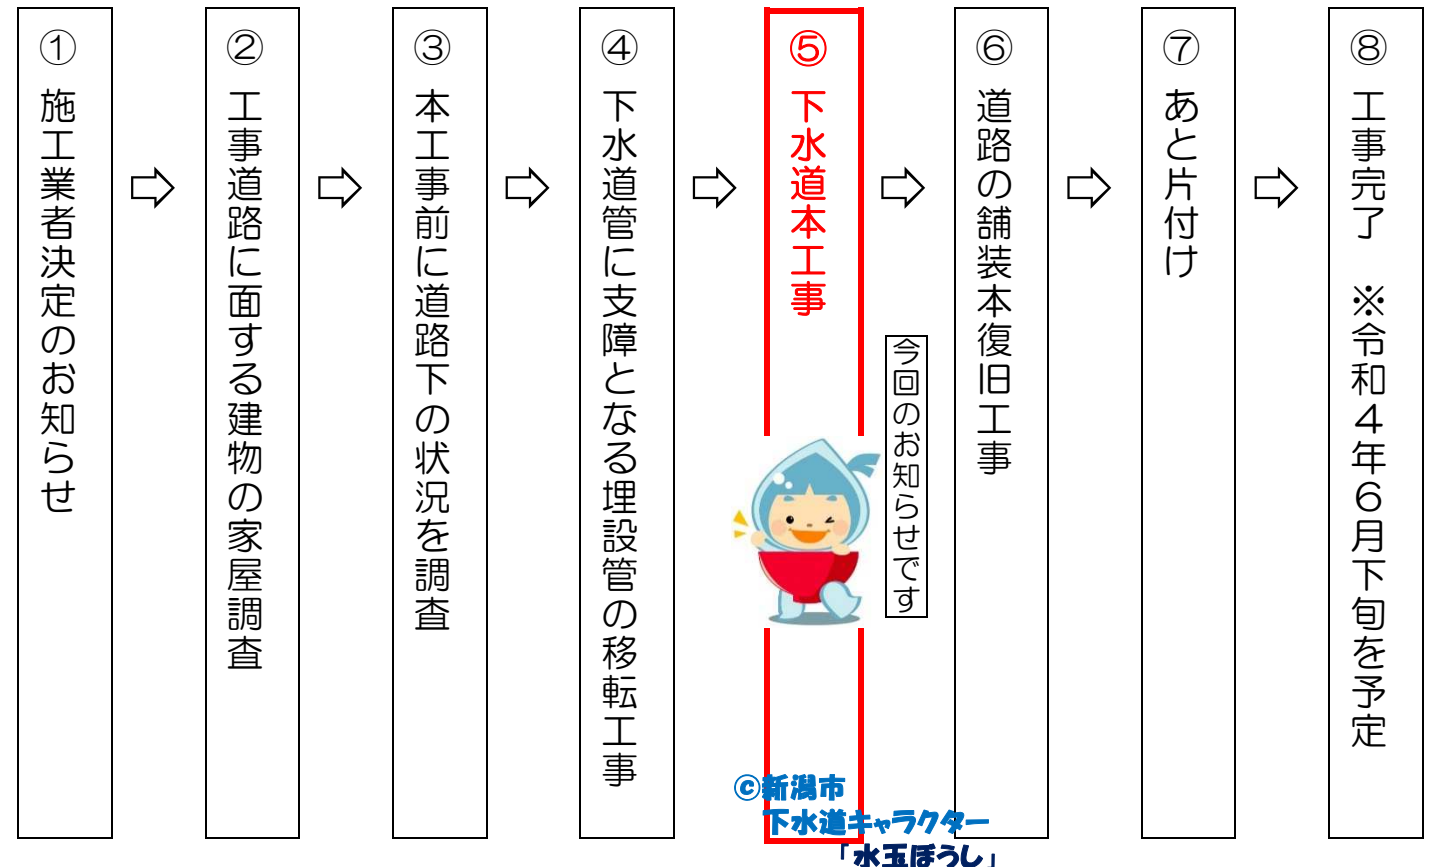 ① 施工業者決定のお知らせ
② 工事道路に面する建物の家屋調査
③ 本工事前に道路下の状況を調査
④ 下水道管に支障となる埋設管の移転工事
⑤ 下水道本工事
今回のお知らせです
⑥ 道路の舗装本復旧工事
⑦ あと片付け
⑧ 工事完了　※令和４年６月下旬を予定
©新潟市
下水道キャラクター
「水玉ぼうし」